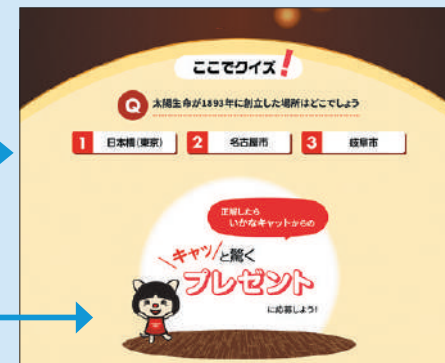 ここでクイズ!
Q 太陽生命が1893年に創立した場所はどこでしょう
1 日本橋(東京) 2 名古屋市 3 岐阜市
正解したら
いかなキャットからの
キャッと驚く
プレゼント
に応募しよう!